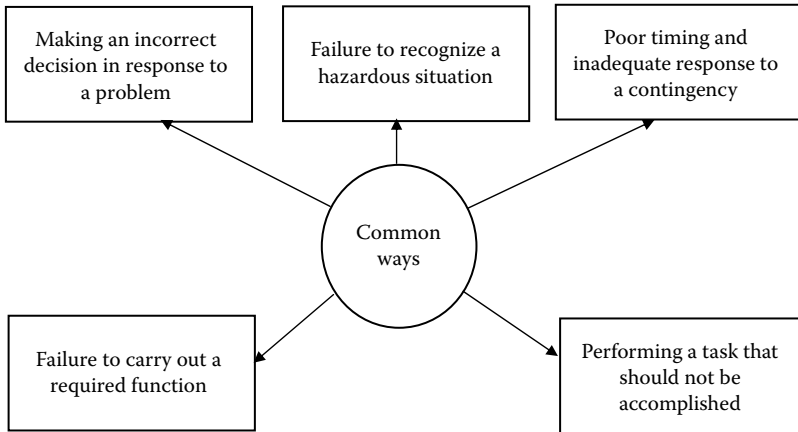 Making an incorrect
decision in response to
a problem
Failure to recognize a
hazardous situation
Poor timing and
inadequate response to
a contingency
Common
ways
Failure to carry out a
required function
Performing a task that
should not be
accomplished